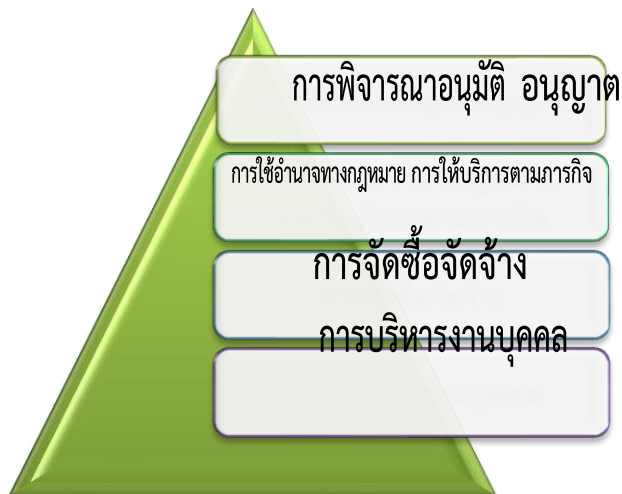 การพิจารณาอนุมัติ อนุญาต
การใช้อำนาจทางกฎหมาย การให้บริการตามภารกิจ
การจัดซื้อจัดจ้าง
การบริหารงานบุคคล